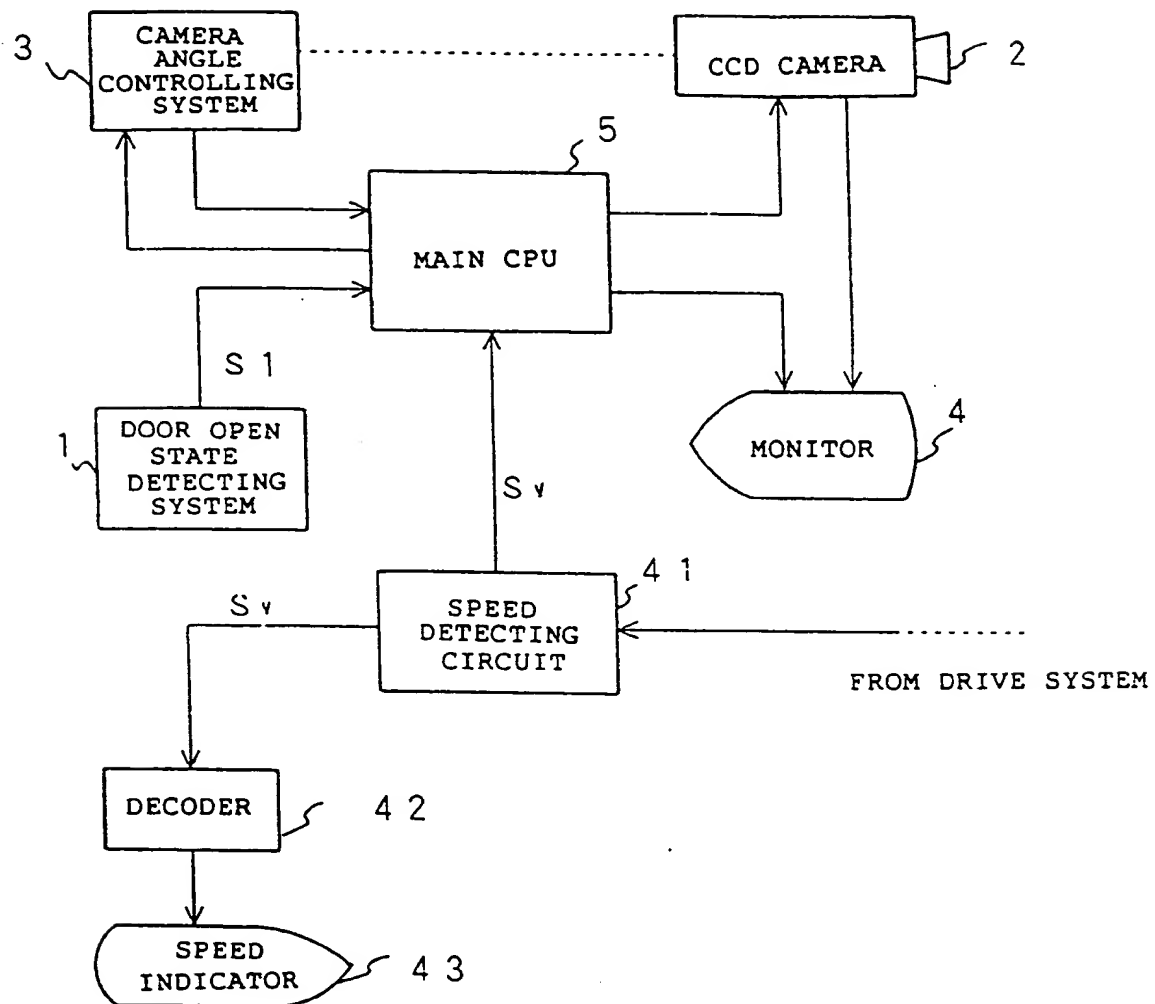 3
CAMERA
ANGLE
CONTROLLING
SYSTEM
CCD CAMERA
2
5
MAIN CPU
S 1
1
DOOR OPEN
STATE
DETECTING
SYSTEM
MONITOR
4
S v
S v
SPEED
DETECTING
CIRCUIT
4 1
FROM DRIVE SYSTEM
DECODER
4 2
SPEED
INDICATOR
4 3